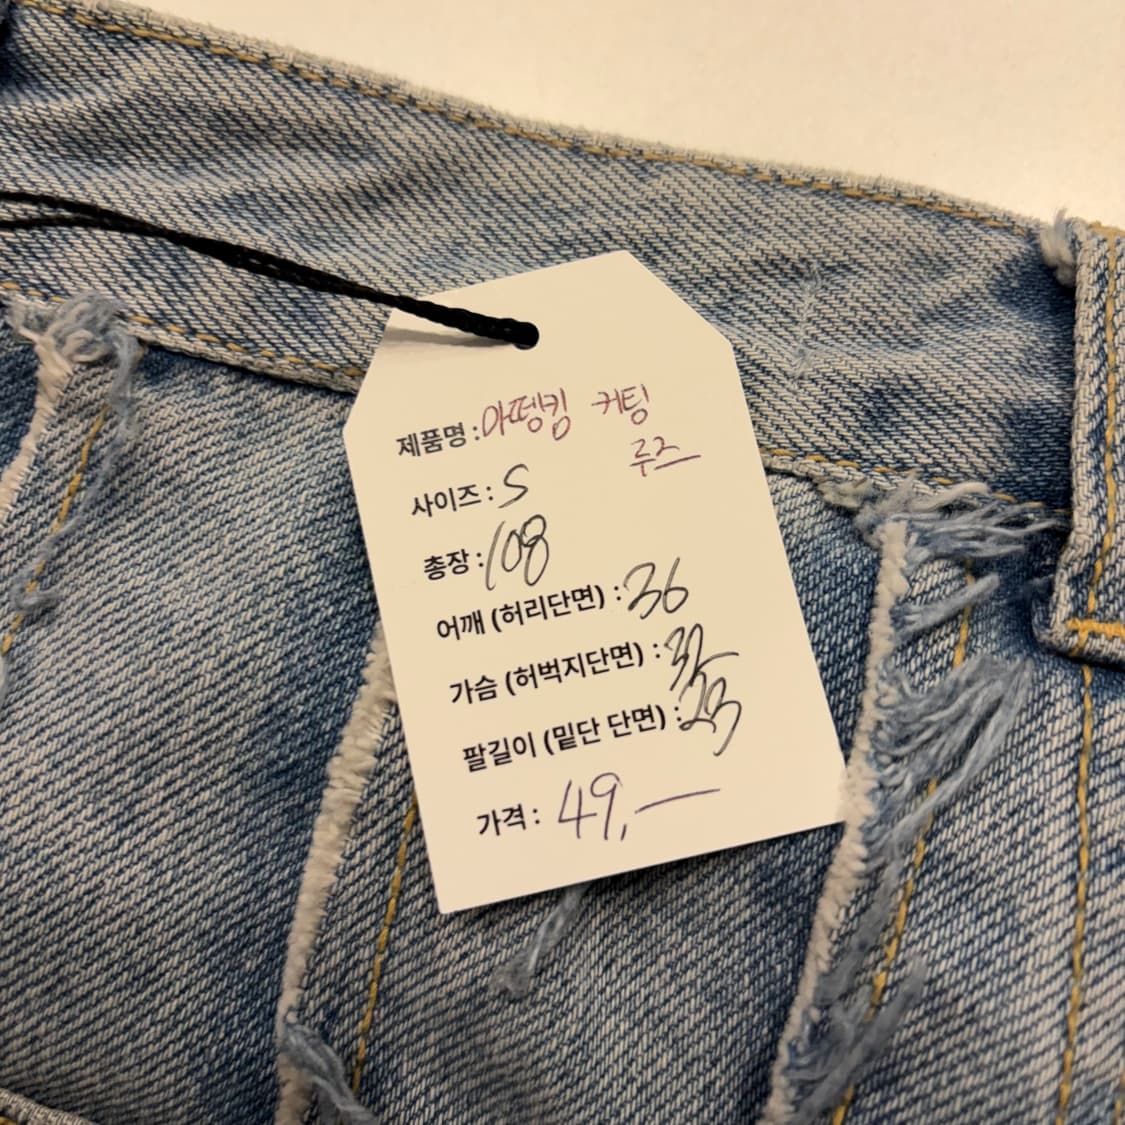 제품명 : 아떵킹 커팅
루즈
사이즈 : S
총장 : 108
어깨 (허리단면) : 36
가슴 (허벅지단면) : 32
팔길이 (밑단 단면) : 23
가격 : 49,—